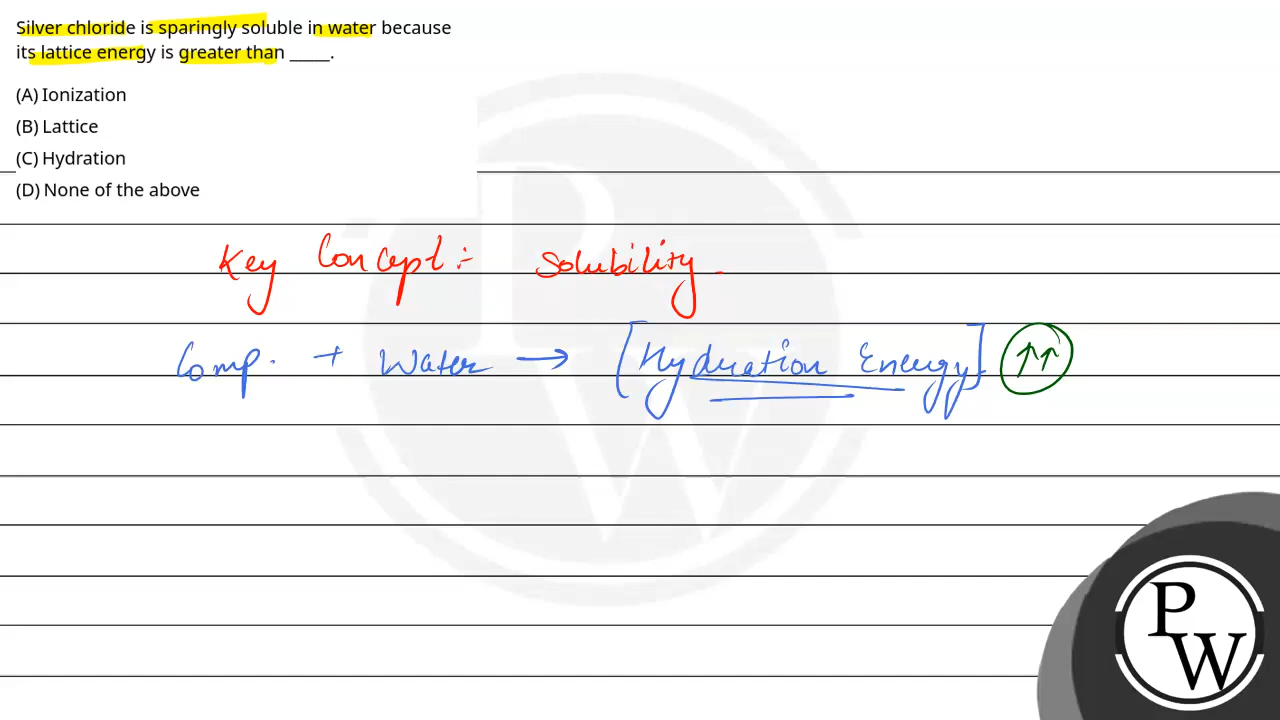 Silver chloride is sparingly soluble in water because
its lattice energy is greater than _____.
(A) Ionization
(B) Lattice
(C) Hydration
(D) None of the above
Key Concept :- Solubility.
Comp. + Water → [Hydration Energy] ↑↑
PW